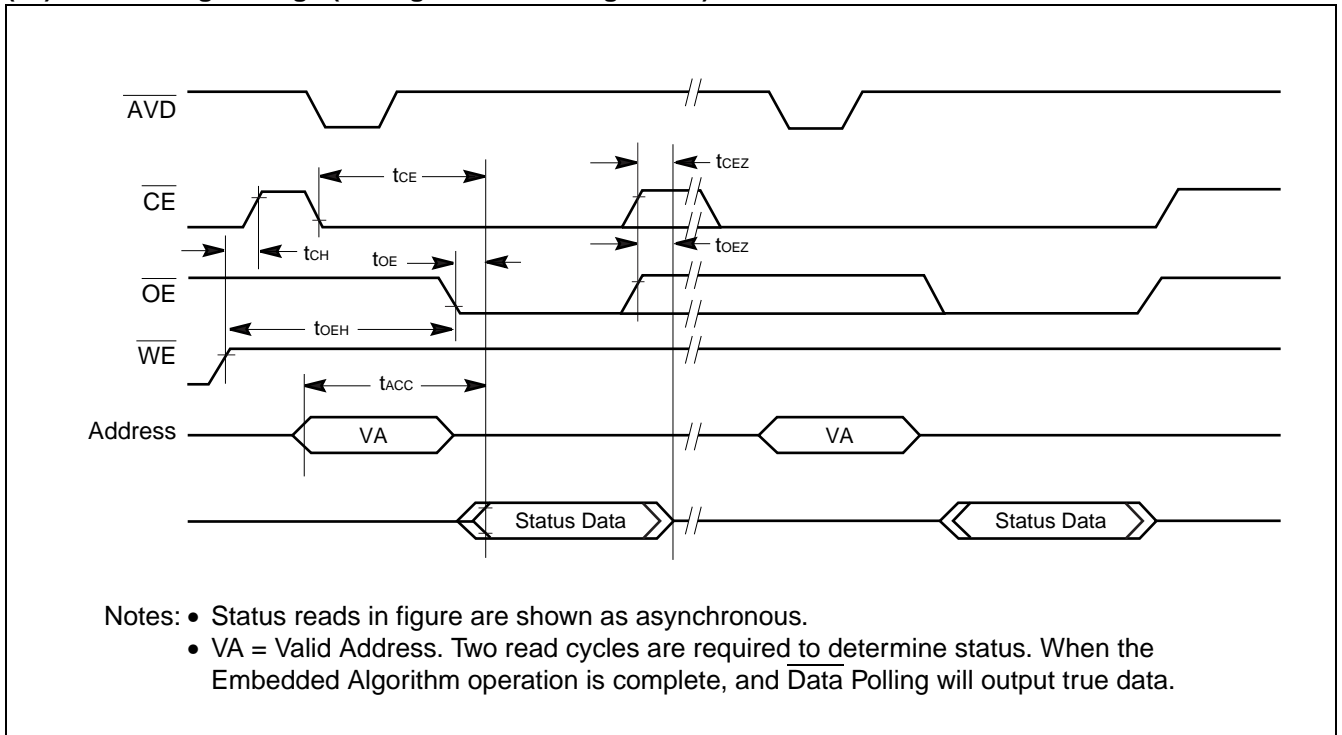 AVD
tCEZ
tCE
CE
tCH
tOE
tOEZ
OE
tOEH
WE
tACC
Address
VA
VA
Status Data
Status Data
Notes: • Status reads in figure are shown as asynchronous.
• VA = Valid Address. Two read cycles are required to determine status. When the
Embedded Algorithm operation is complete, and Data Polling will output true data.